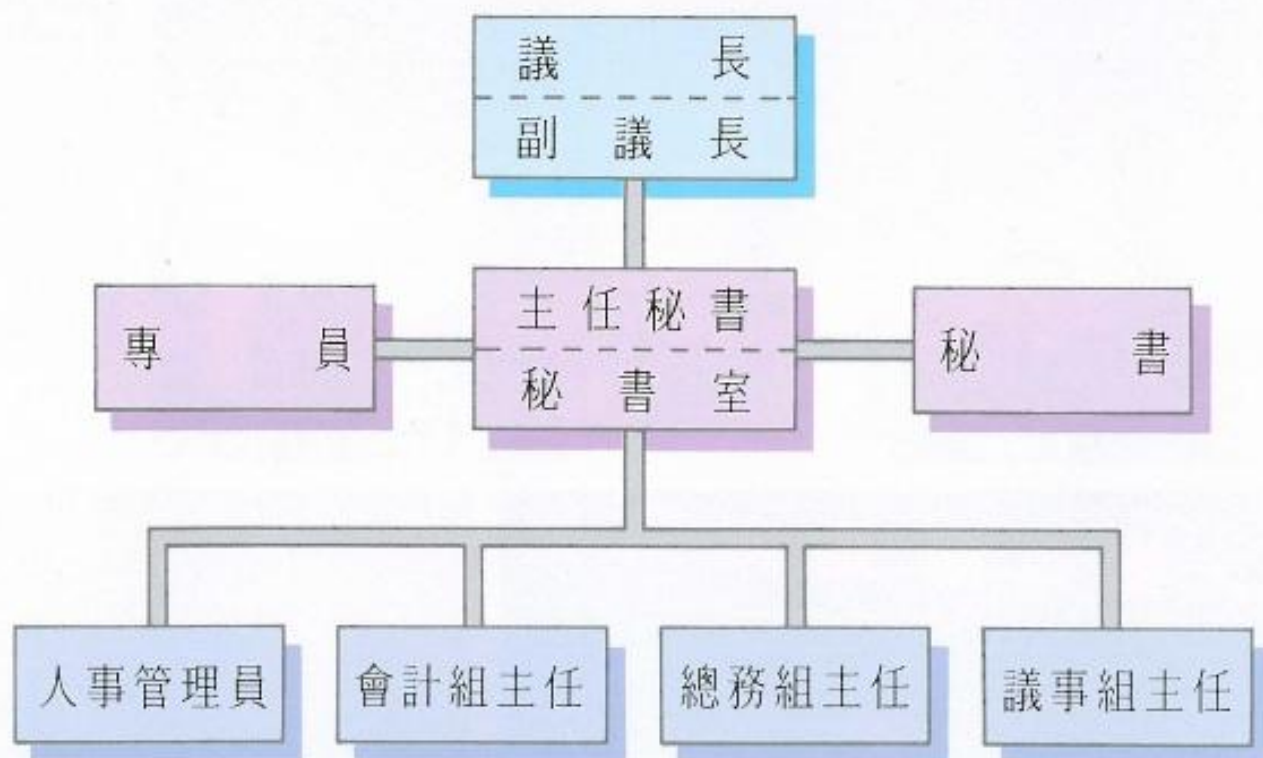 議長
副議長
專員
主任秘書
秘書室
秘書
人事管理員
會計組主任
總務組主任
議事組主任